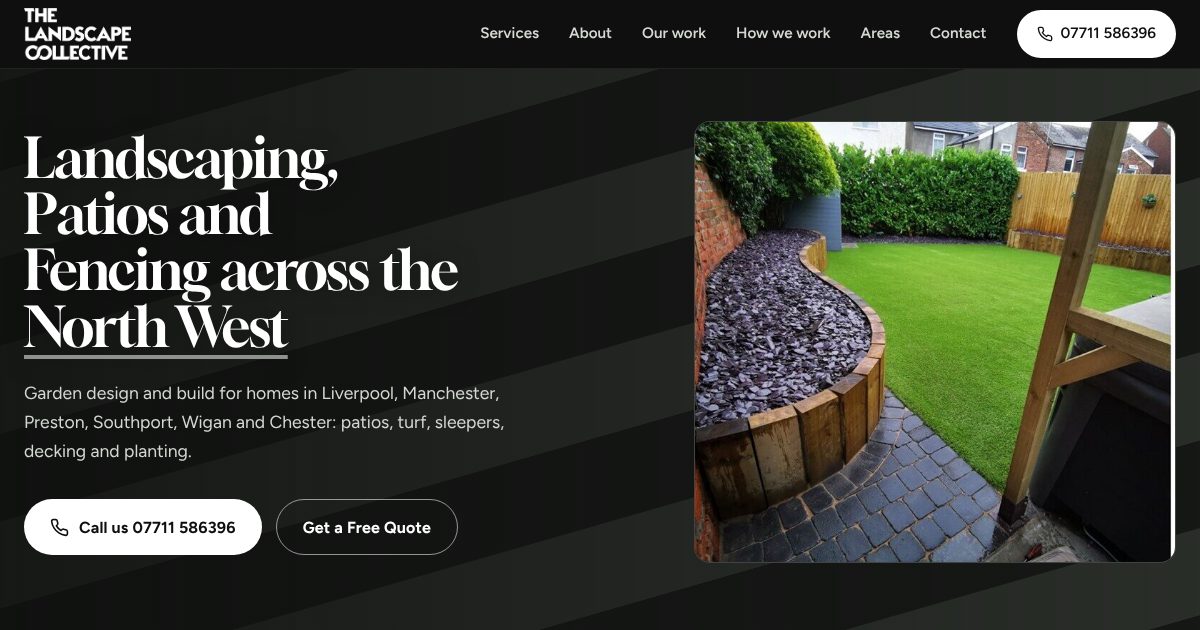 THE
LANDSCAPE
COLLECTIVE
Services
About
Our work
How we work
Areas
Contact
07711 586396
Landscaping,
Patios and
Fencing across the
North West
Garden design and build for homes in Liverpool, Manchester,
Preston, Southport, Wigan and Chester: patios, turf, sleepers,
decking and planting.
Call us 07711 586396
Get a Free Quote